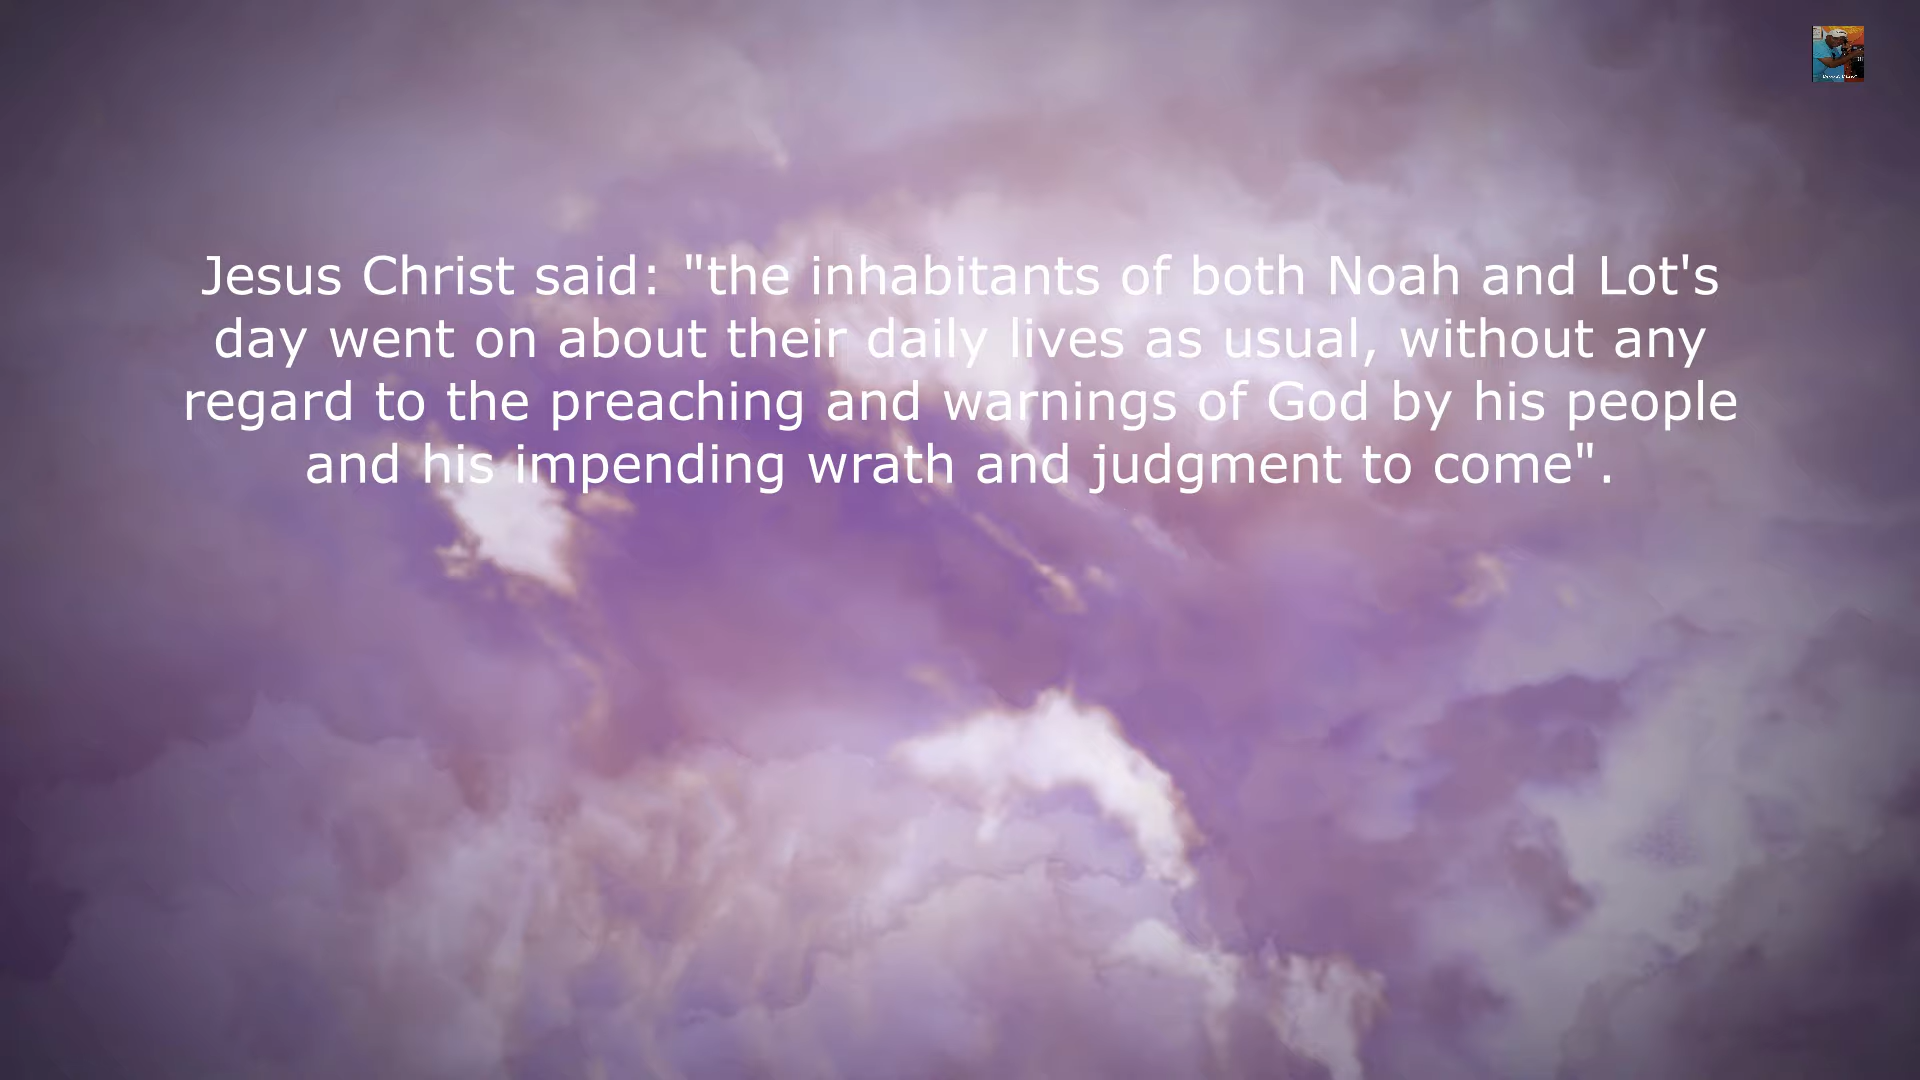 Jesus Christ said: "the inhabitants of both Noah and Lot's
day went on about their daily lives as usual, without any
regard to the preaching and warnings of God by his people
and his impending wrath and judgment to come".